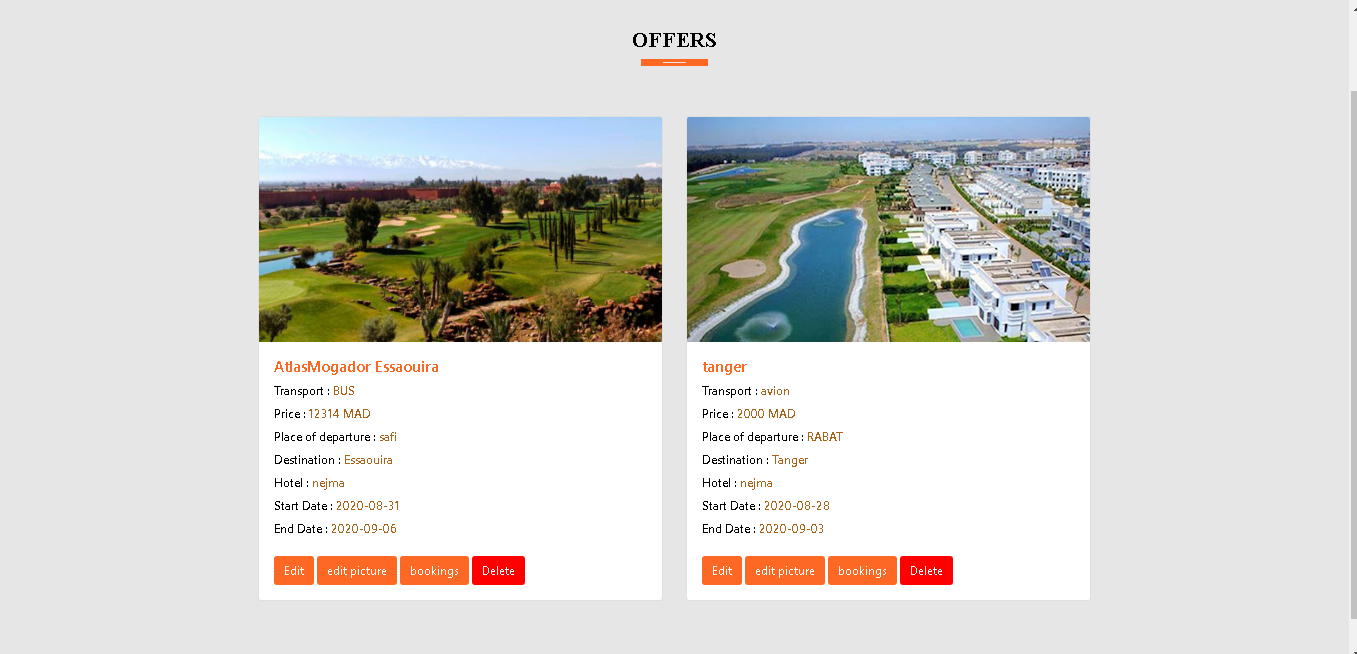 OFFERS
AtlasMogador Essaouira
Transport : BUS
Price : 12314 MAD
Place of departure : safi
Destination : Essaouira
Hotel : nejma
Start Date : 2020-08-31
End Date : 2020-09-06
Edit edit picture bookings Delete
tanger
Transport : avion
Price : 2000 MAD
Place of departure : RABAT
Destination : Tanger
Hotel : nejma
Start Date : 2020-08-28
End Date : 2020-09-03
Edit edit picture bookings Delete